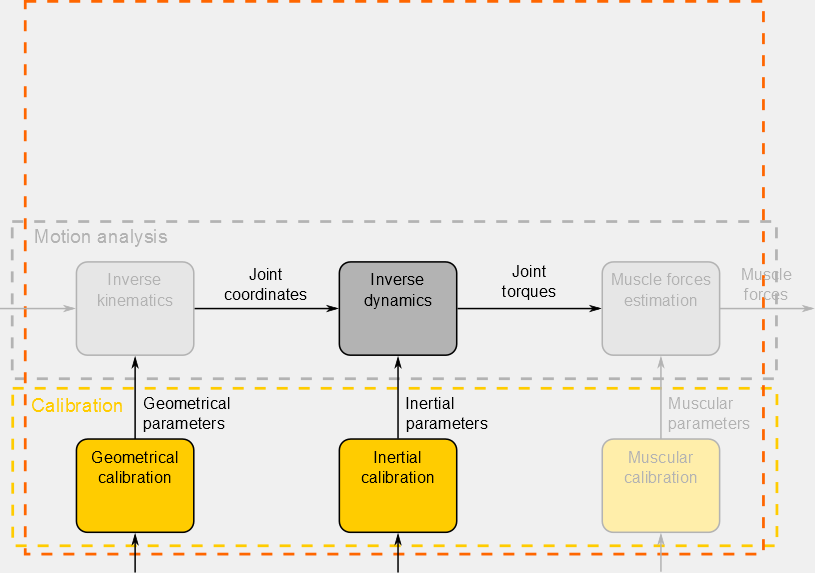 Motion analysis
Inverse
kinematics
Joint
coordinates
Inverse
dynamics
Joint
torques
Muscle forces
estimation
Muscle
forces
Calibration
Geometrical
parameters
Inertial
parameters
Muscular
parameters
Geometrical
calibration
Inertial
calibration
Muscular
calibration